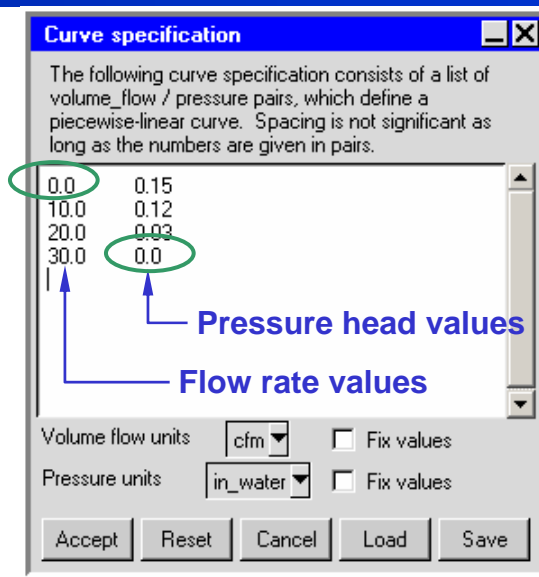 Curve specification
The following curve specification consists of a list of
volume_flow / pressure pairs, which define a
piecewise-linear curve.  Spacing is not significant as
long as the numbers are given in pairs.
0.0 0.15
10.0 0.12
20.0 0.03
30.0 0.0
Pressure head values
Flow rate values
Volume flow units cfm Fix values
Pressure units in_water Fix values
Accept Reset Cancel Load Save